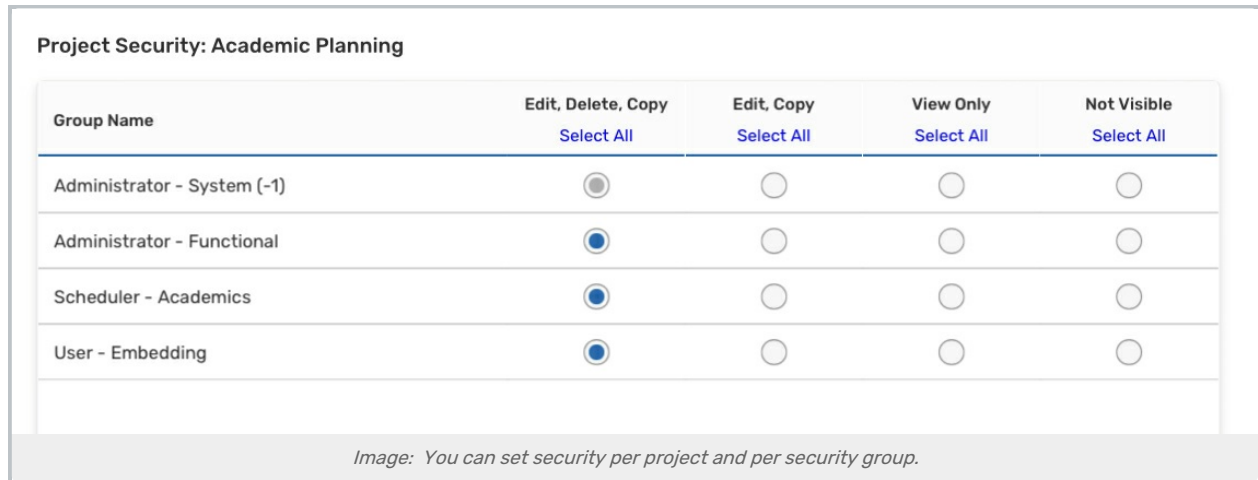 Project Security: Academic Planning
Group Name
Edit, Delete, Copy
Select All
Edit, Copy
Select All
View Only
Select All
Not Visible
Select All
Administrator - System (-1)
Administrator - Functional
Scheduler - Academics
User - Embedding
Image: You can set security per project and per security group.